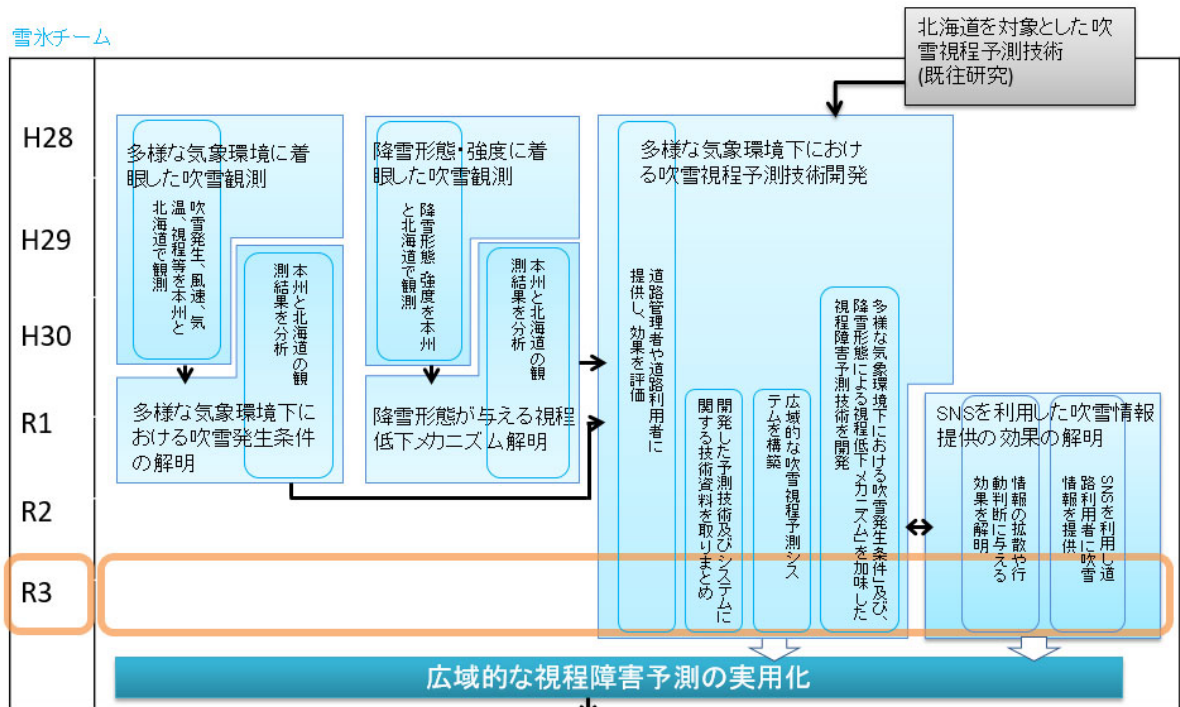 雪氷チーム
北海道を対象とした吹
雪視程予測技術
(既往研究)
H28
H29
H30
R1
R2
R3
多様な気象環境に着
眼した吹雪観測
吹雪発生、風速、気
温、視程等を本州と
北海道で観測
本州と北海道の観
測結果を分析
多様な気象環境下に
おける吹雪発生条件
の解明
降雪形態・強度に着
眼した吹雪観測
降雪形態 強度を本州
と北海道で観測
本州と北海道の観
測結果を分析
降雪形態が与える視程
低下メカニズム解明
多様な気象環境下におけ
る吹雪視程予測技術開発
道路管理者や道路利用者に
提供し、効果を評価
開発した予測技術及びシステムに
関する技術資料を取りまとめ
広域的な吹雪視程予測シス
テムを構築
多様な気象環境下における吹雪発生条件」及び、
降雪形態による視程低下メカニズム」を加味した
視程障害予測技術を開発
SNSを利用した吹雪情報
提供の効果の解明
情報の拡散や行
動判断に与える
効果を解明
SNSを利用し道
路利用者に吹雪
情報を提供
広域的な視程障害予測の実用化